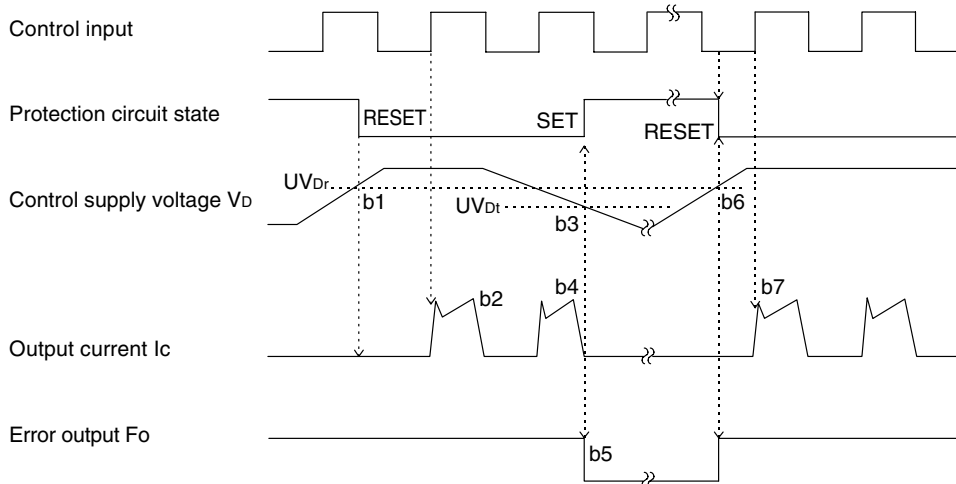 Control input
Protection circuit state
RESET
SET
RESET
UVDr
Control supply voltage VD
b1
UVDt
b3
b6
b2
b4
b7
Output current Ic
Error output Fo
b5